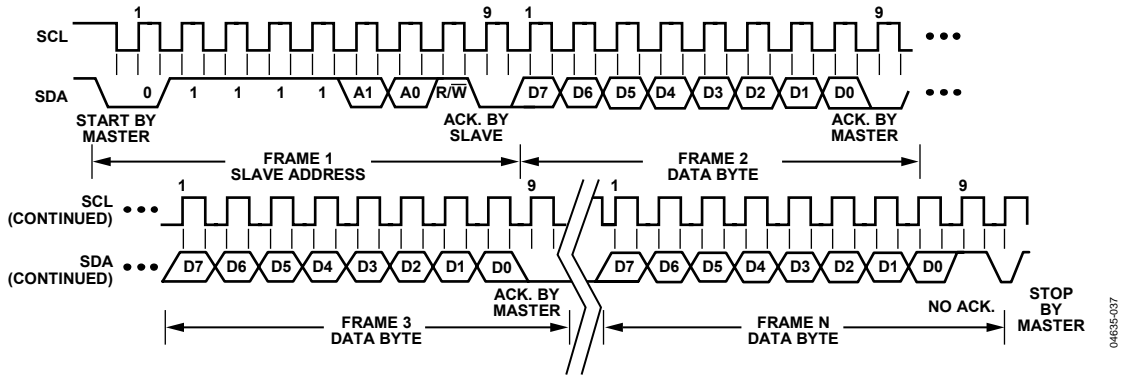 1 9 1 9
SCL
SDA 0 1 1 1 1 A1 A0 R/W̅ D7 D6 D5 D4 D3 D2 D1 D0
START BY
MASTER
ACK. BY
SLAVE
ACK. BY
MASTER
FRAME 1
SLAVE ADDRESS
FRAME 2
DATA BYTE
1 9 1 9
SCL
(CONTINUED)
SDA
(CONTINUED)
D7 D6 D5 D4 D3 D2 D1 D0 D7 D6 D5 D4 D3 D2 D1 D0
ACK. BY
MASTER
NO ACK.
STOP
BY
MASTER
FRAME 3
DATA BYTE
FRAME N
DATA BYTE
04635-037